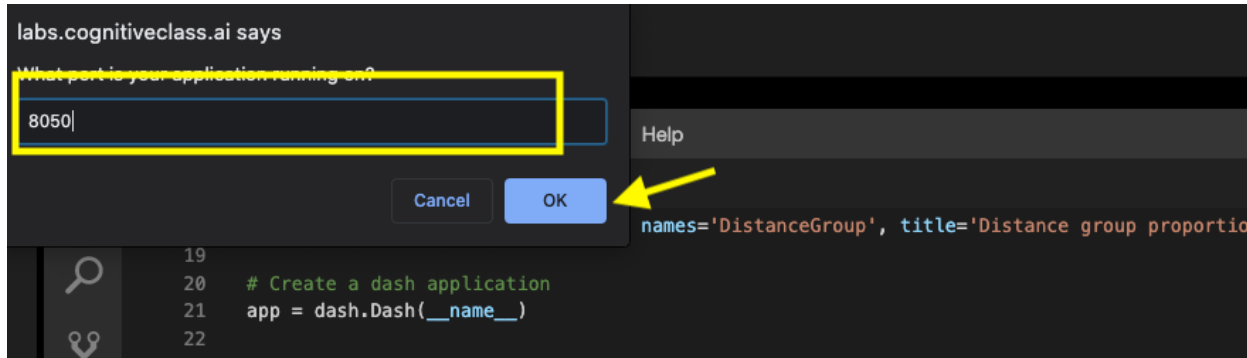 labs.cognitiveclass.ai says
What port is your application running on?
8050
Help
Cancel OK
names='DistanceGroup', title='Distance group proportio
19
20 # Create a dash application
21 app = dash.Dash(__name__)
22